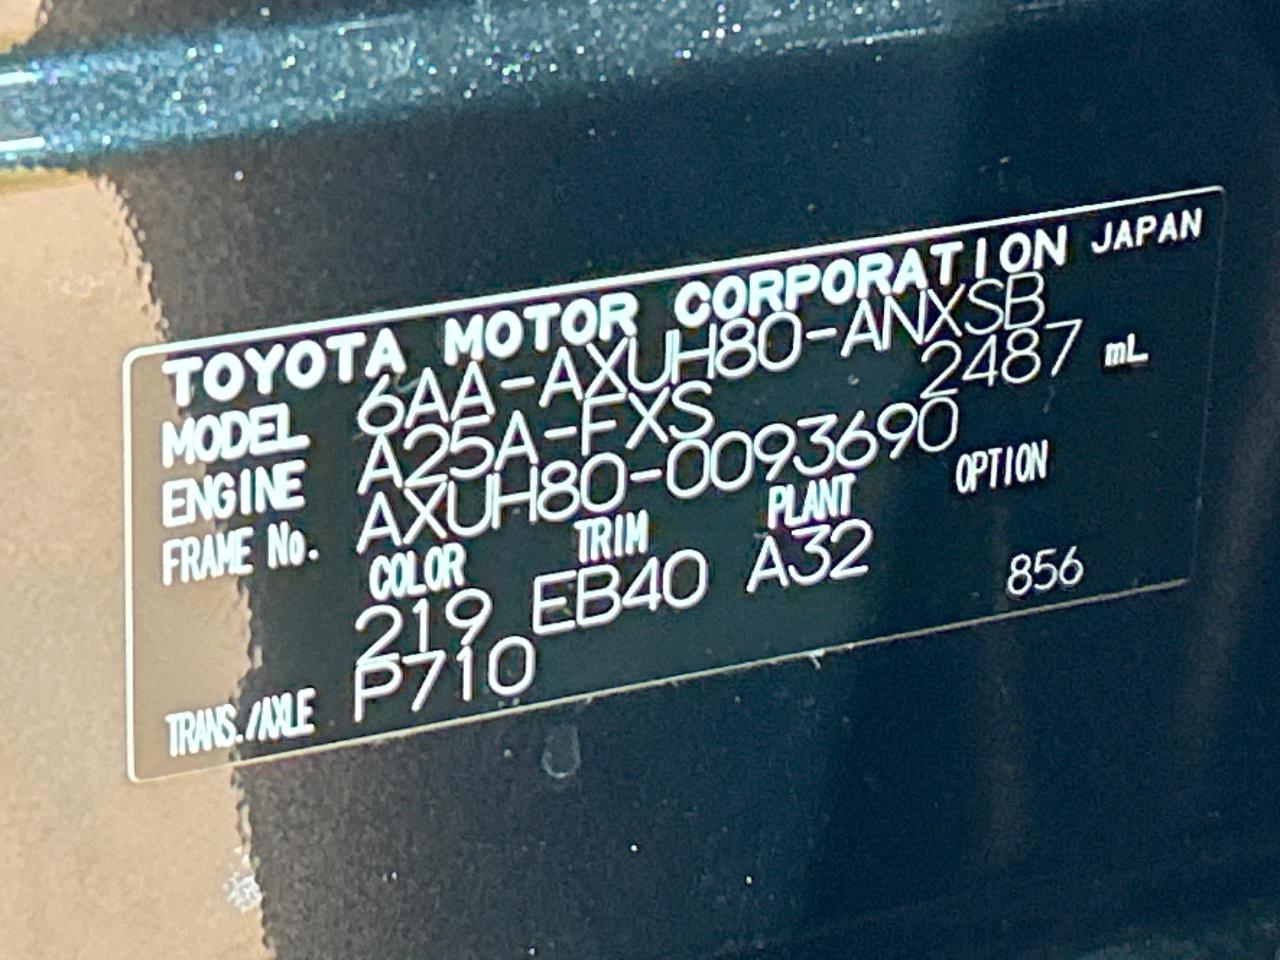 TOYOTA MOTOR CORPORATION JAPAN
MODEL 6AA-AXUH80-ANXSB
ENGINE A25A-FXS 2487 mL
FRAME No. AXUH80-0093690
COLOR TRIM PLANT OPTION
219 EB40 A32 856
TRANS./AXLE P710